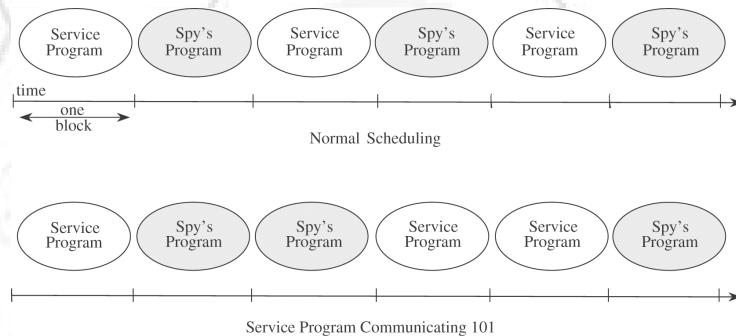 Service Program
Spy's Program
Service Program
Spy's Program
Service Program
Spy's Program
time
one block
Normal Scheduling
Service Program
Spy's Program
Spy's Program
Service Program
Service Program
Spy's Program
Service Program Communicating 101